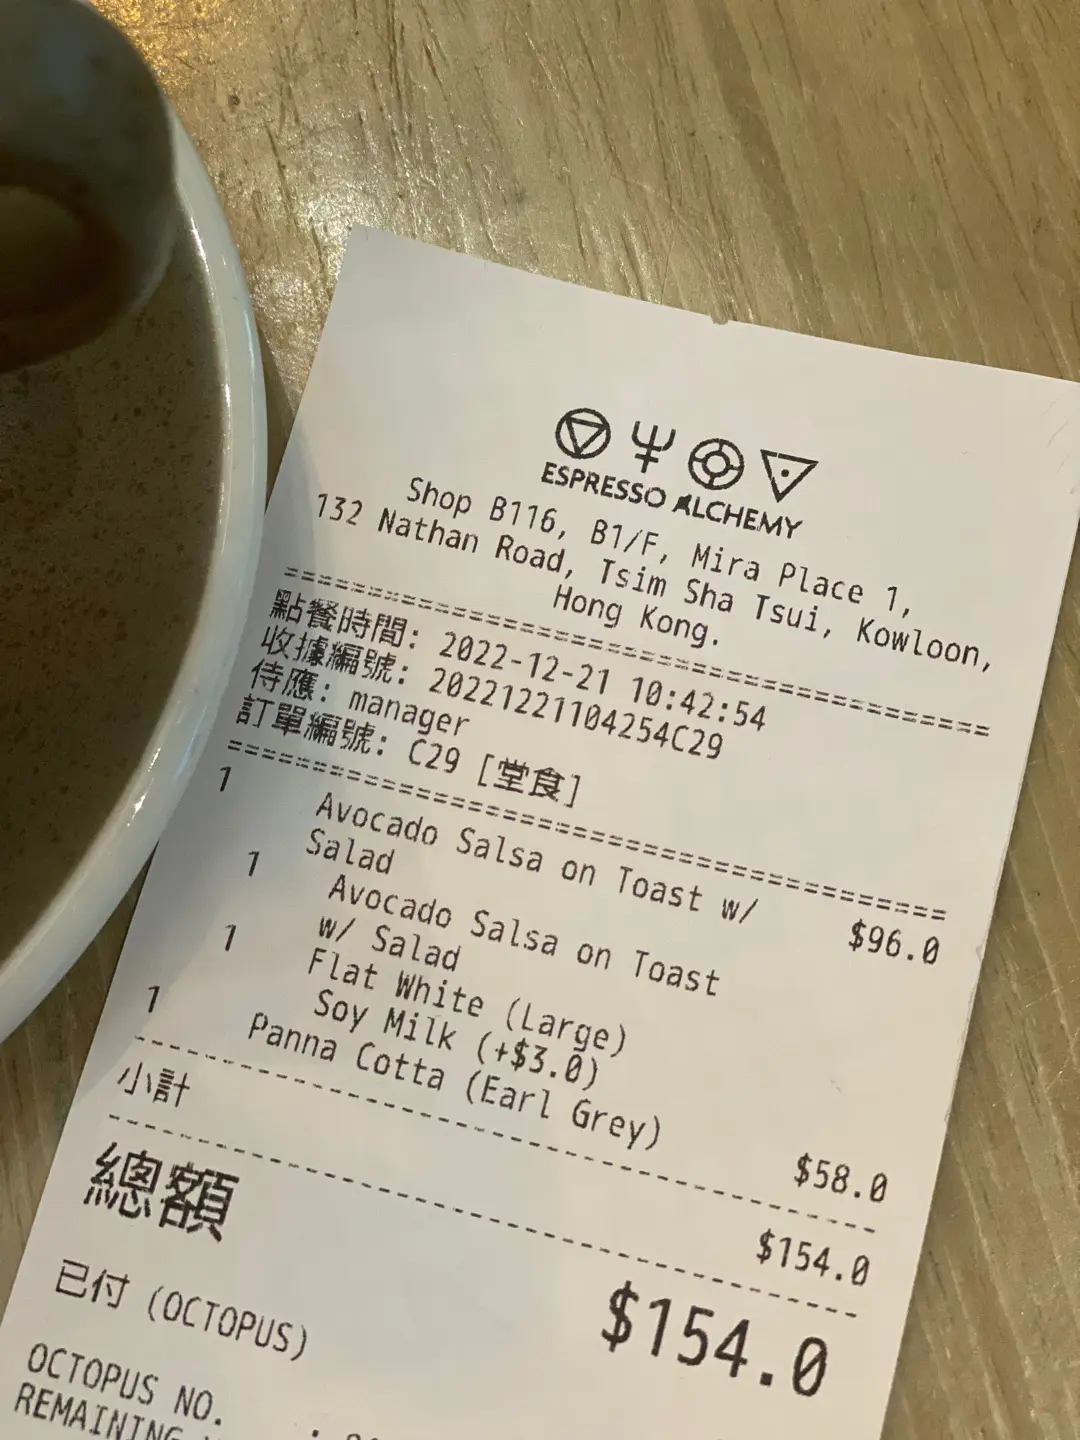 ESPRESSO ALCHEMY
Shop B116, B1/F, Mira Place 1,
132 Nathan Road, Tsim Sha Tsui, Kowloon,
Hong Kong.
===========================================
點餐時間: 2022-12-21 10:42:54
收據編號: 20221221104254C29
侍應: manager
訂單編號: C29 [堂食]
===========================================
1 Avocado Salsa on Toast w/ $96.0
Salad
1 Avocado Salsa on Toast
w/ Salad
1 Flat White (Large)
Soy Milk (+$3.0)
1 Panna Cotta (Earl Grey) $58.0
-------------------------------------------
小計 $154.0
-------------------------------------------
總額 $154.0
已付 (OCTOPUS)
OCTOPUS NO. :
REMAINING